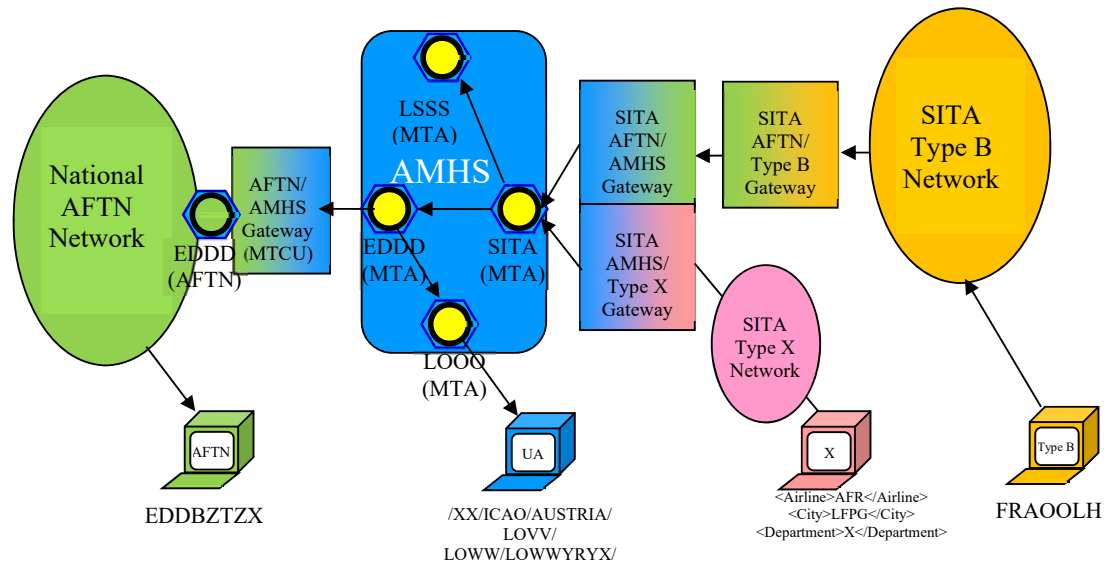 LSSS
(MTA)
AMHS
National
AFTN
Network
EDDD
(AFTN)
AFTN/
AMHS
Gateway
(MTCU)
EDDD
(MTA)
SITA
(MTA)
LOOO
(MTA)
SITA
AFTN/
AMHS
Gateway
SITA
AFTN/
Type B
Gateway
SITA
Type B
Network
SITA
AMHS/
Type X
Gateway
SITA
Type X
Network
AFTN
EDDBZTZX
UA
/XX/ICAO/AUSTRIA/
LOVV/
LOWW/LOWWYRYX/
X
<Airline>AFR</Airline>
<City>LFPG</City>
<Department>X</Department>
Type B
FRAOOLH